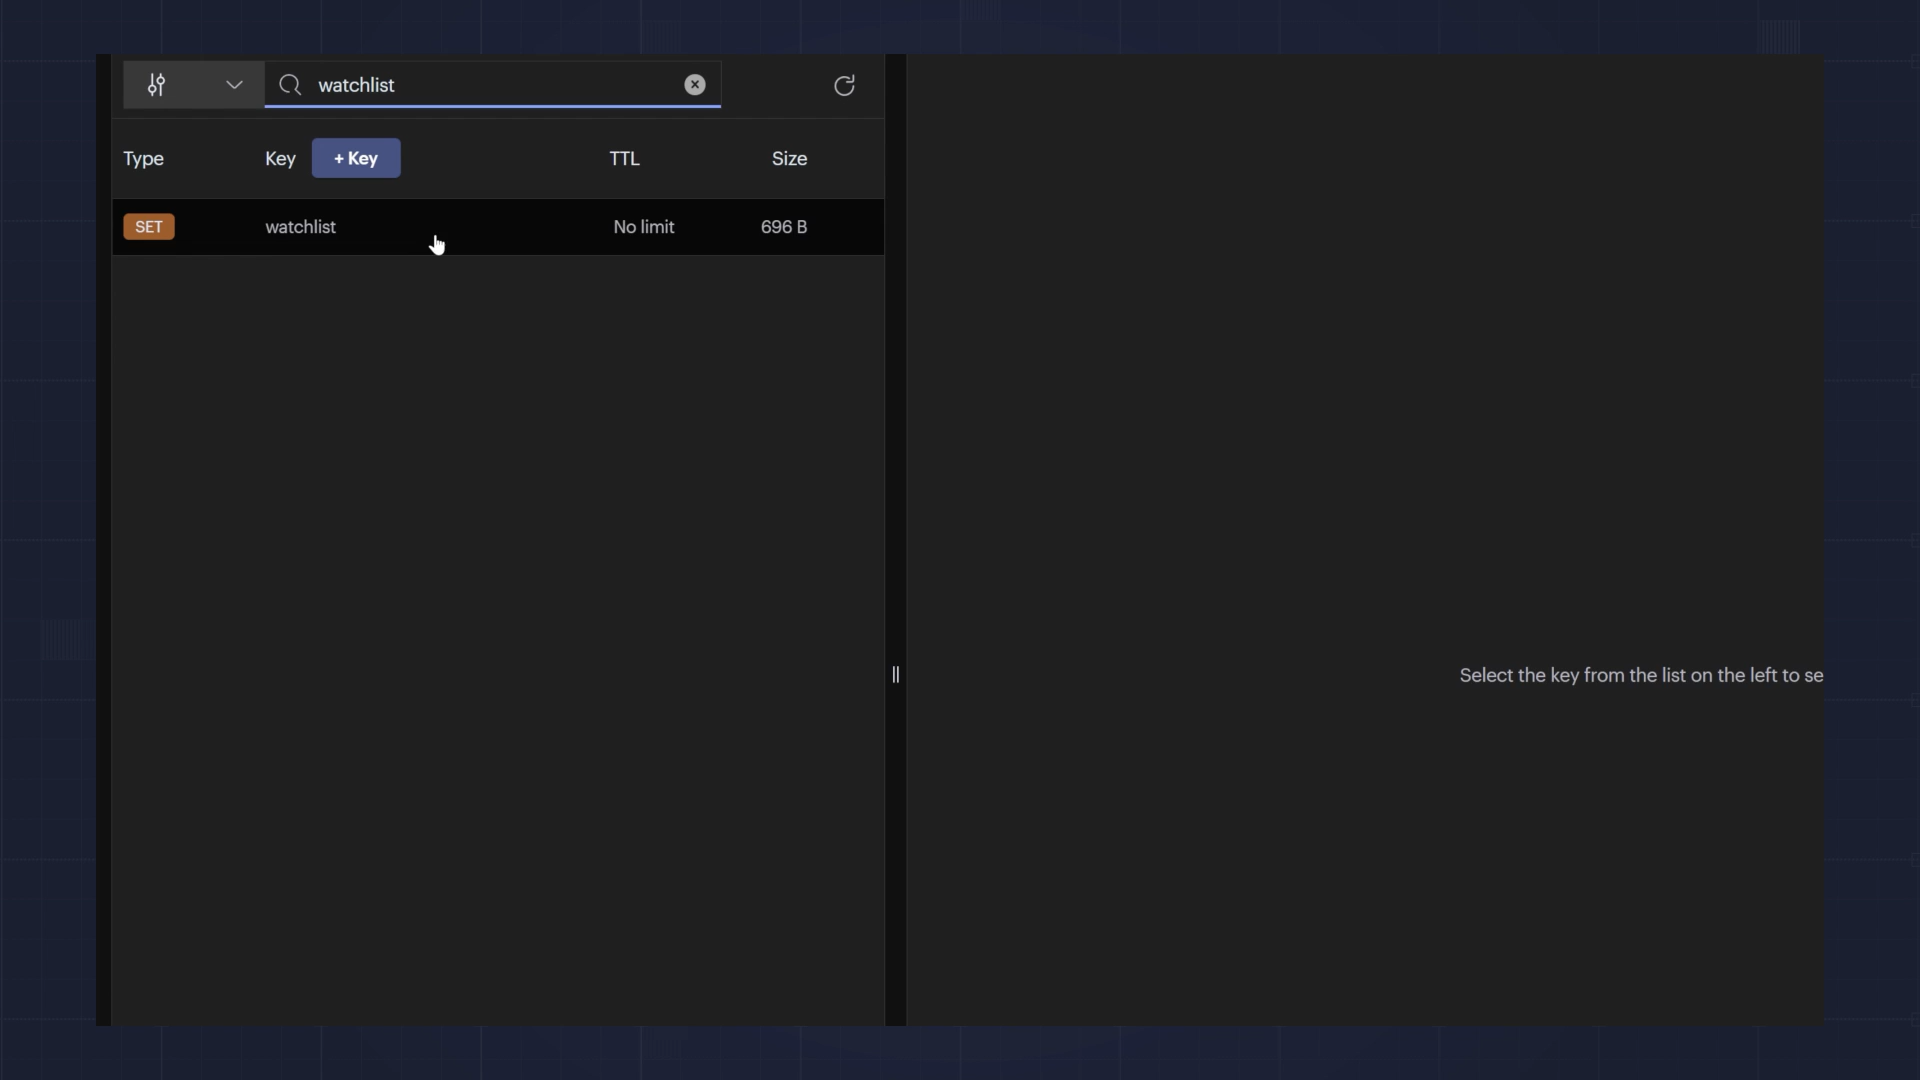 watchlist
Type Key + Key TTL Size
SET watchlist No limit 696 B
Select the key from the list on the left to se